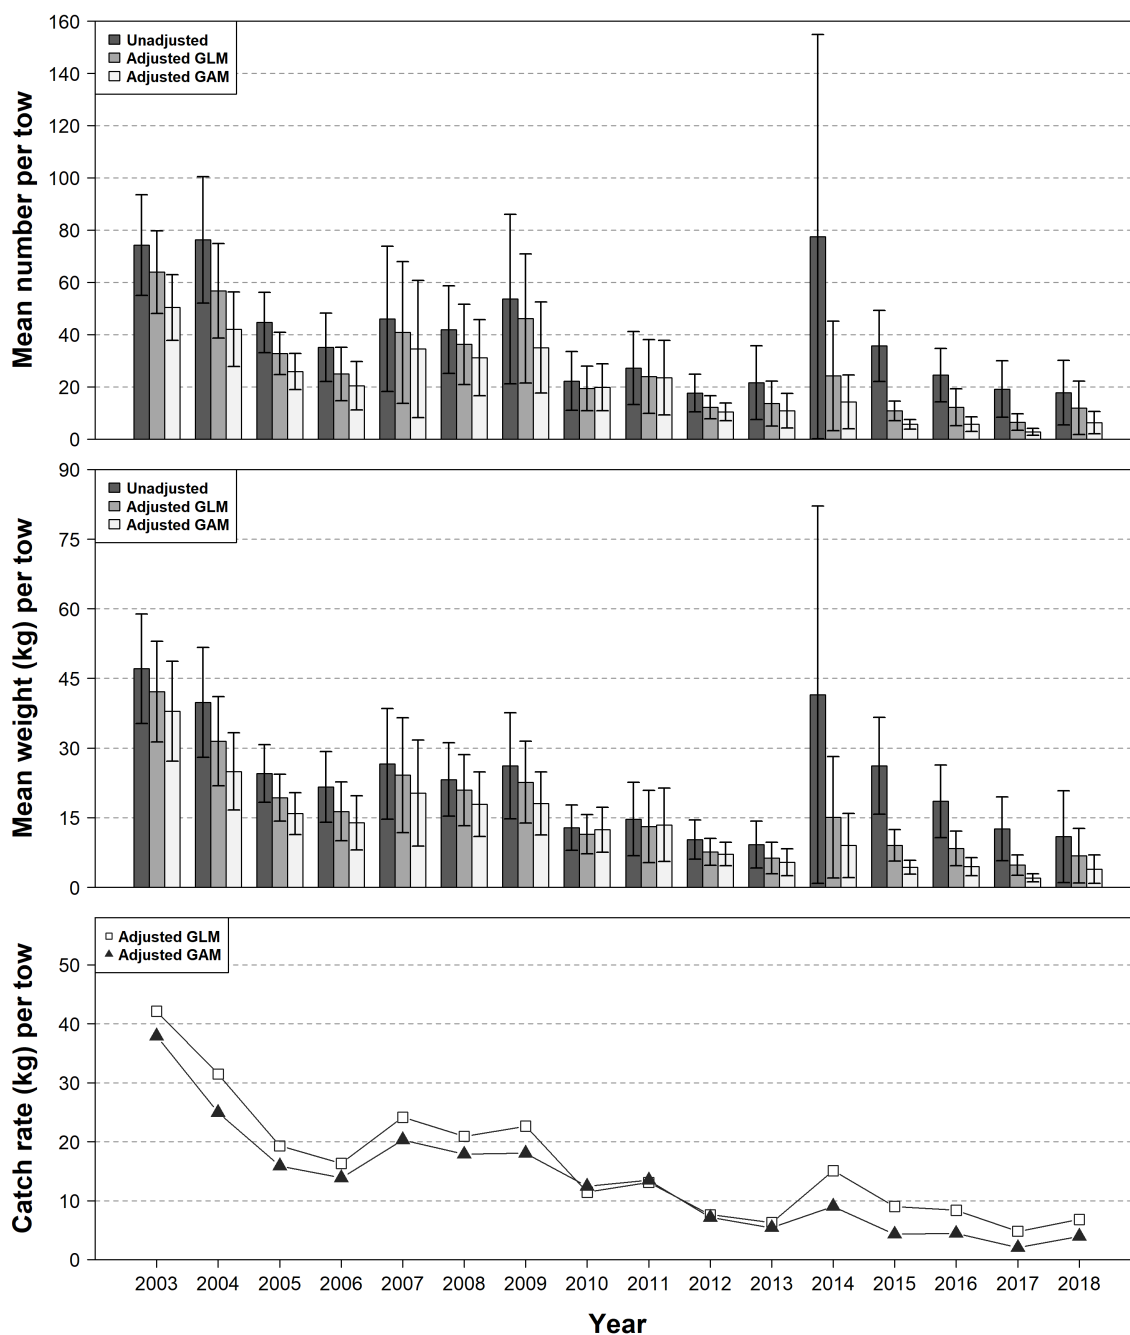 Mean number per tow
160
140
120
100
80
60
40
20
0
Unadjusted
Adjusted GLM
Adjusted GAM
Mean weight (kg) per tow
90
75
60
45
30
15
0
Unadjusted
Adjusted GLM
Adjusted GAM
Catch rate (kg) per tow
50
40
30
20
10
0
Adjusted GLM
Adjusted GAM
2003 2004 2005 2006 2007 2008 2009 2010 2011 2012 2013 2014 2015 2016 2017 2018
Year